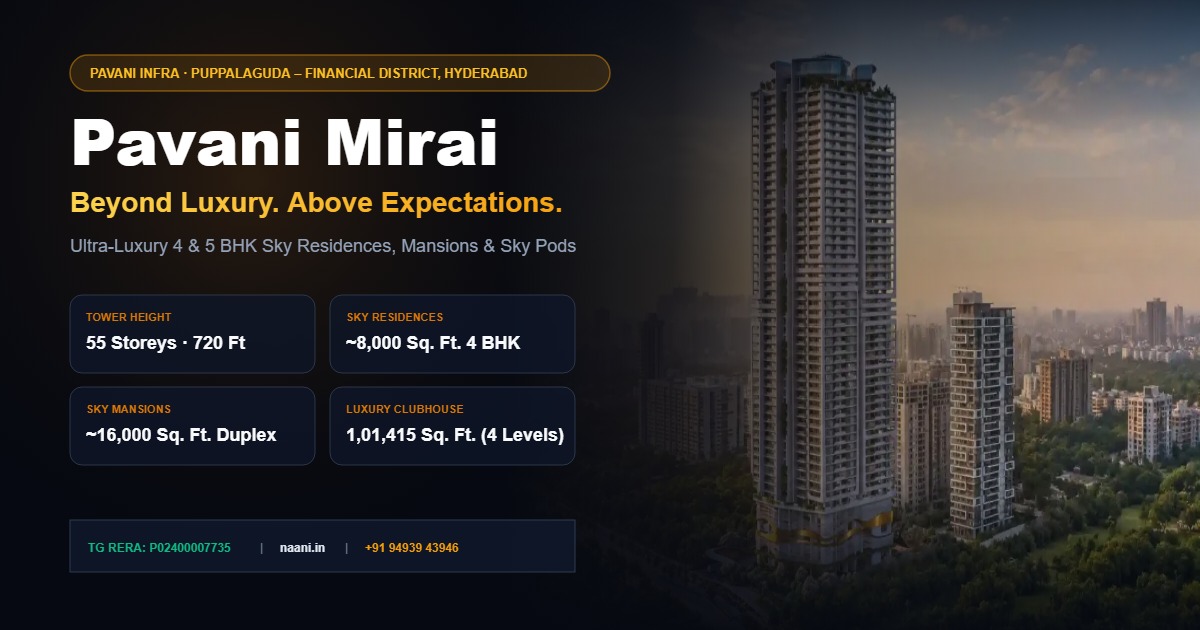 PAVANI INFRA · PUPPALAGUDA – FINANCIAL DISTRICT, HYDERABAD
Pavani Mirai
Beyond Luxury. Above Expectations.
Ultra-Luxury 4 & 5 BHK Sky Residences, Mansions & Sky Pods
TOWER HEIGHT
55 Storeys · 720 Ft
SKY RESIDENCES
~8,000 Sq. Ft. 4 BHK
SKY MANSIONS
~16,000 Sq. Ft. Duplex
LUXURY CLUBHOUSE
1,01,415 Sq. Ft. (4 Levels)
TG RERA: P02400007735 | naani.in | +91 94939 43946